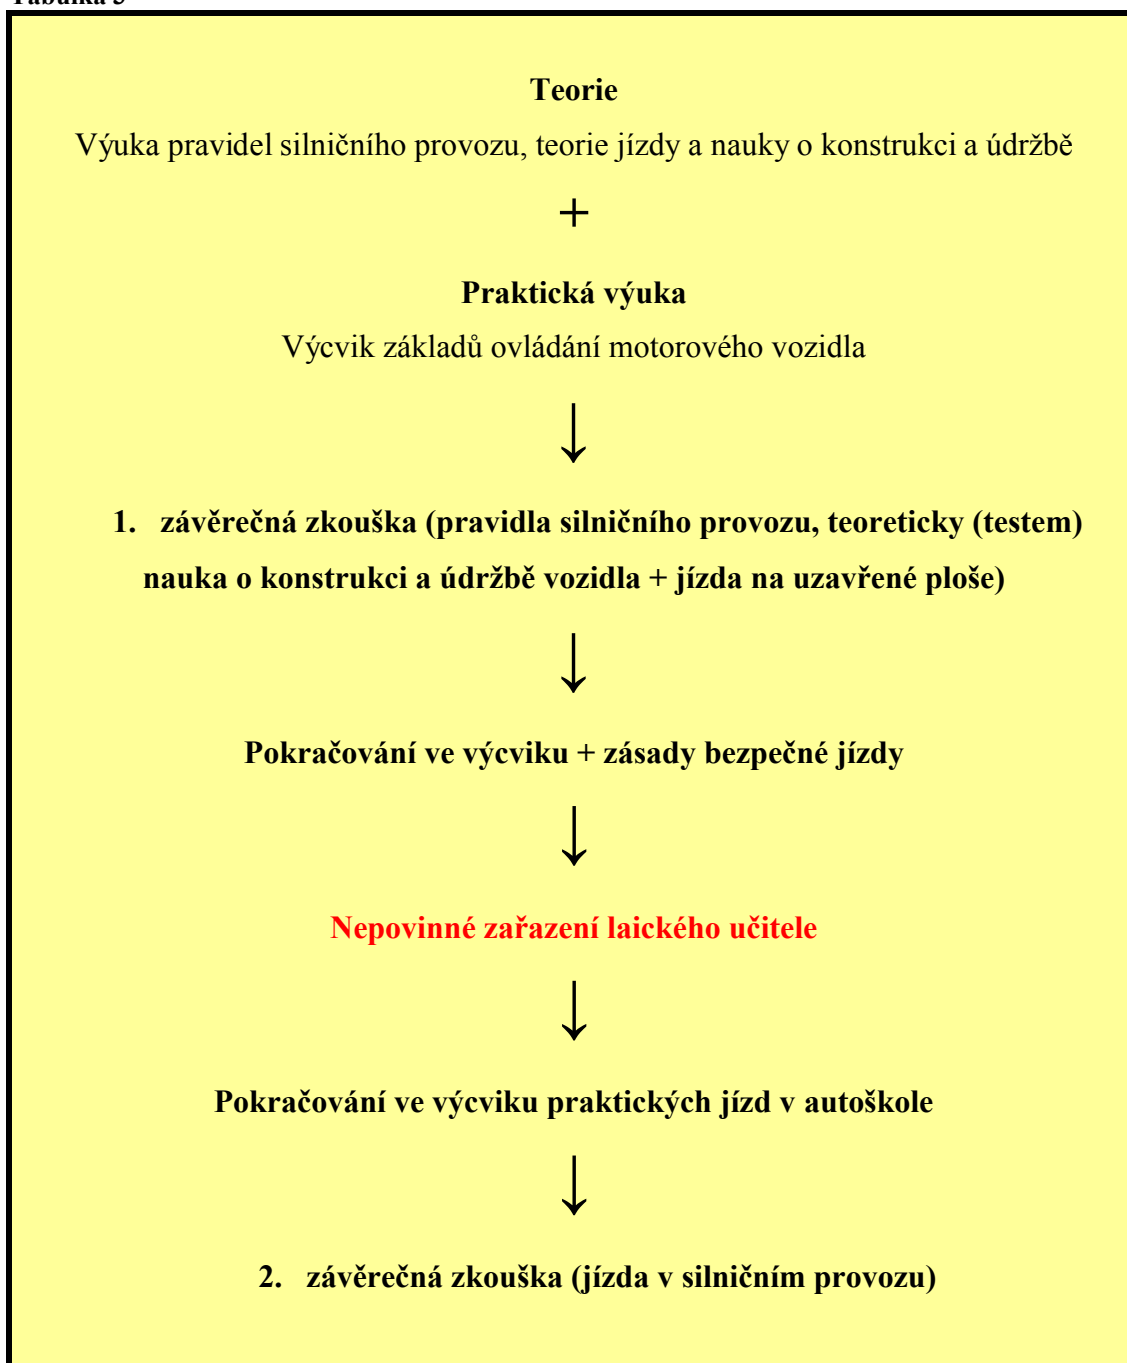 Teorie
Výuka pravidel silničního provozu, teorie jízdy a nauky o konstrukci a údržbě
+
Praktická výuka
Výcvik základů ovládání motorového vozidla
↓
1. závěrečná zkouška (pravidla silničního provozu, teoreticky (testem)
nauka o konstrukci a údržbě vozidla + jízda na uzavřené ploše)
↓
Pokračování ve výcviku + zásady bezpečné jízdy
↓
Nepovinné zařazení laického učitele
↓
Pokračování ve výcviku praktických jízd v autoškole
↓
2. závěrečná zkouška (jízda v silničním provozu)